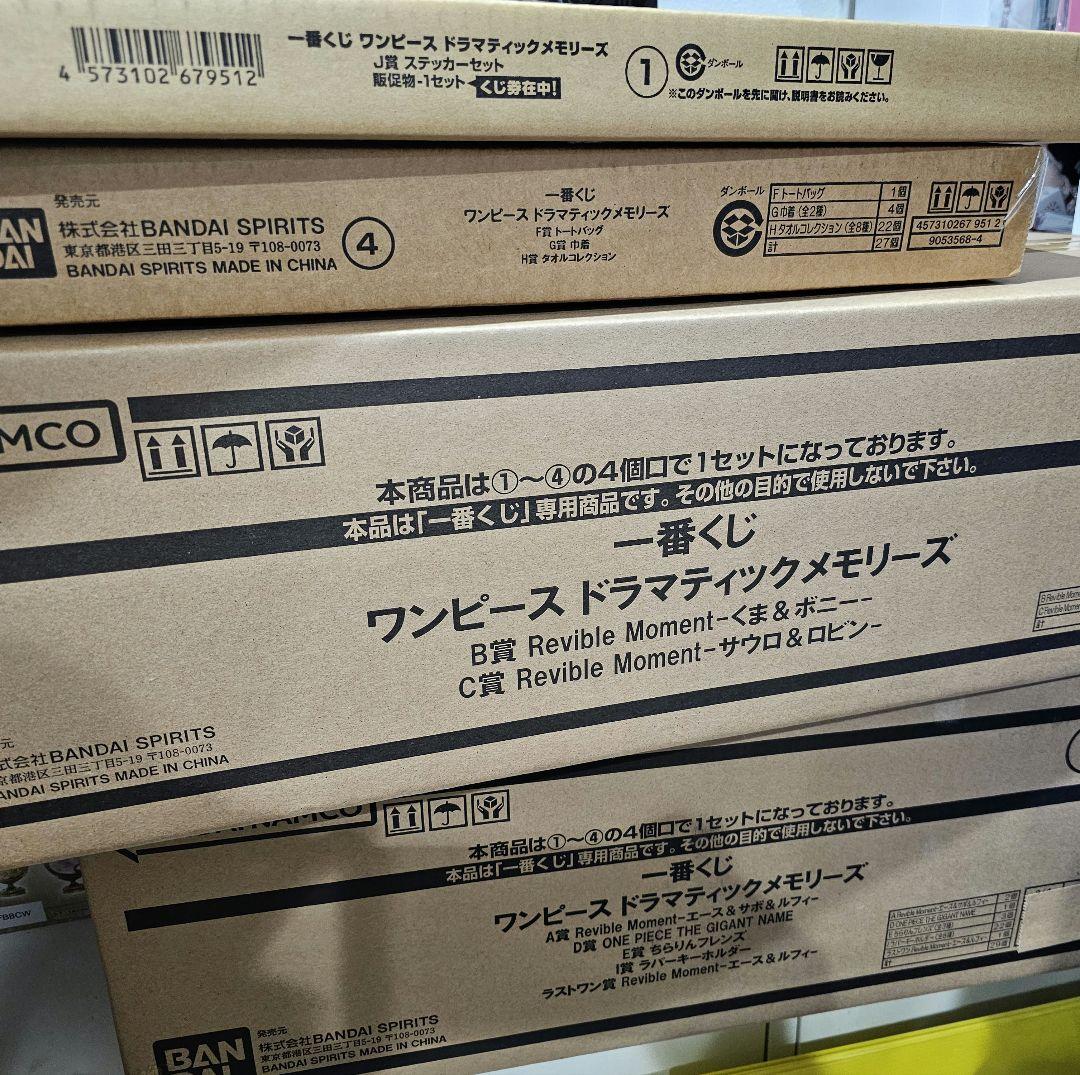 一番くじ ワンピース ドラマティックメモリーズ
J賞 ステッカーセット
販促物-1セット くじ券在中!
4 573102 679512
①
ダンボール
※このダンボールを先に開け、説明書をお読みください。
発売元
株式会社BANDAI SPIRITS
東京都港区三田三丁目5-19 〒108-0073
BANDAI SPIRITS MADE IN CHINA
④
一番くじ
ワンピース ドラマティックメモリーズ
F賞 トートバッグ
G賞 巾着
H賞 タオルコレクション
ダンボール
F トートバッグ 1個
G 巾着 (全2種) 4個
H タオルコレクション (全8種) 22個
計 27個
457310267 951 2
9053568-4
MCO
本商品は①～④の4個口で1セットになっております。
本品は「一番くじ」専用商品です。その他の目的で使用しないで下さい。
一番くじ
ワンピース ドラマティックメモリーズ
B賞 Revible Moment-くま&ボニー-
C賞 Revible Moment-サウロ&ロビン-
元
式会社BANDAI SPIRITS
京都港区三田三丁目5-19 〒108-0073
ANDAI SPIRITS MADE IN CHINA
NAMCO
本商品は①～④の4個口で1セットになっております。
本品は「一番くじ」専用商品です。その他の目的で使用しないで下さい。
一番くじ
ワンピース ドラマティックメモリーズ
A賞 Revible Moment-エース&サボ&ルフィー-
D賞 ONE PIECE THE GIGANT NAME
E賞 ちらりんフレンズ
I賞 ラバーキーホルダー
ラストワン賞 Revible Moment-エース&ルフィー-
BAN
発売元
株式会社BANDAI SPIRITS
東京都港区三田三丁目5-19 〒108-0073
BANDAI SPIRITS MADE IN CHINA